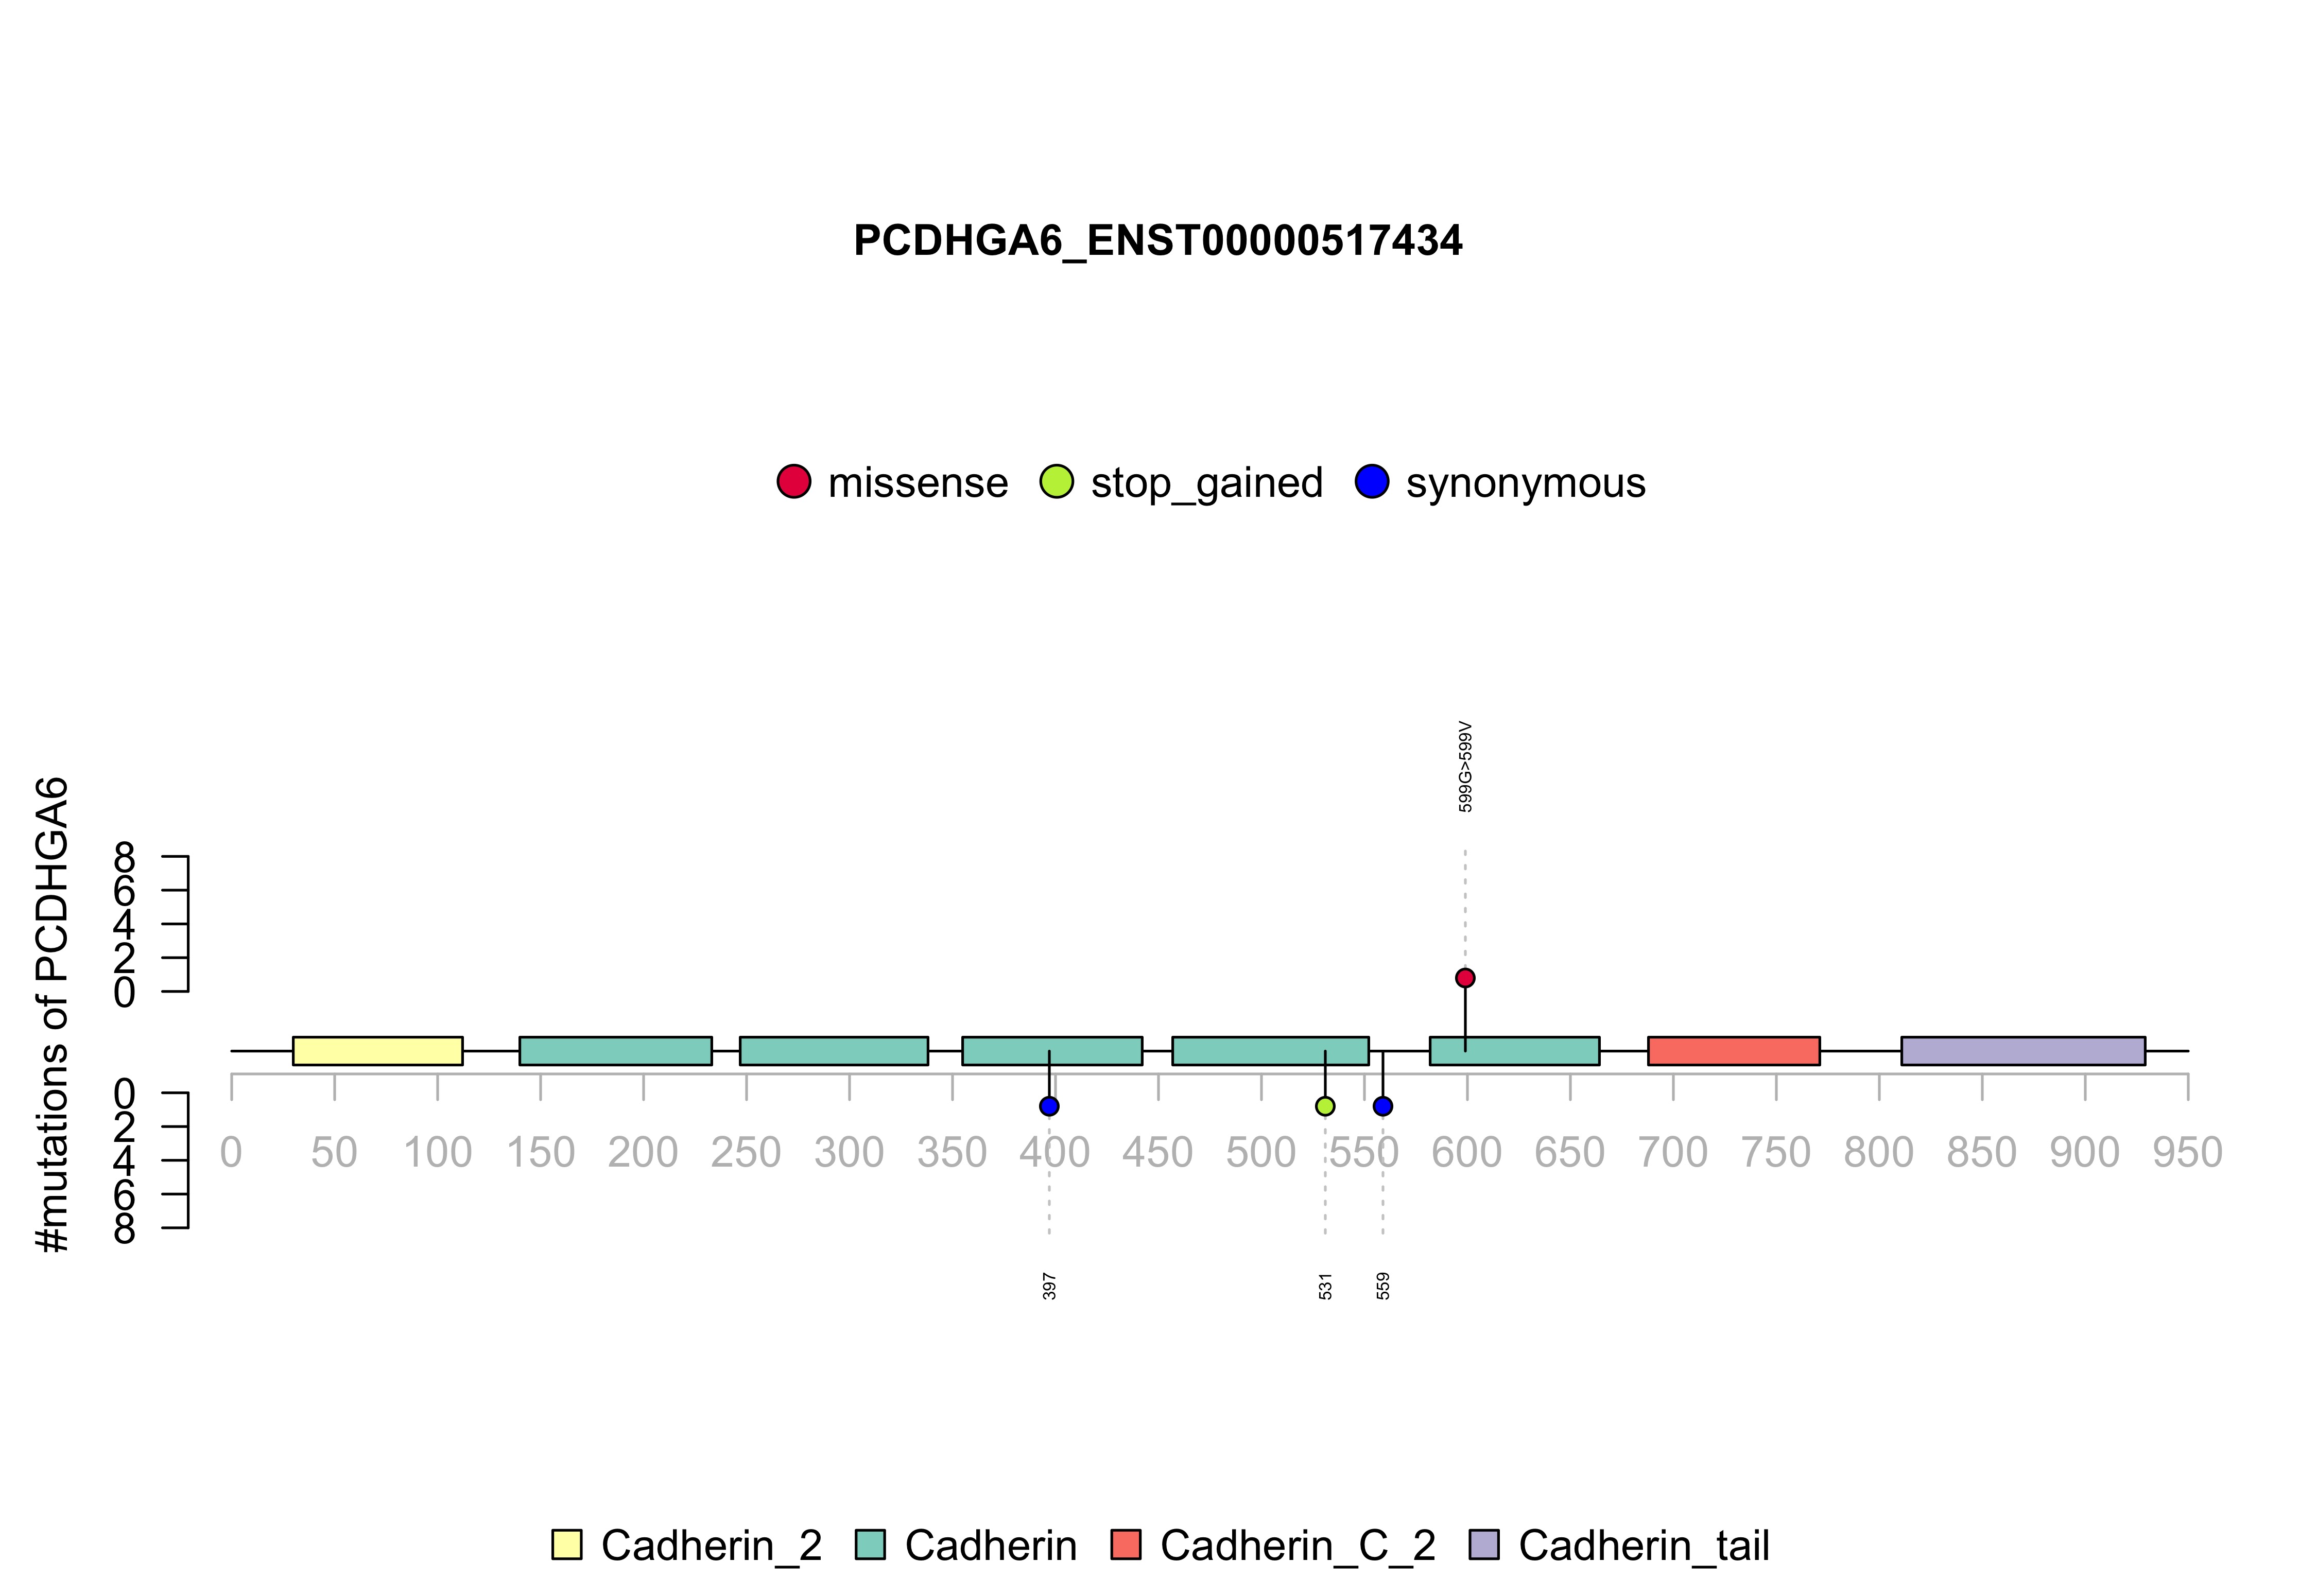 PCDHGA6_ENST00000517434
missense stop_gained synonymous
599G>599V
#mutations of PCDHGA6
8
6
4
2
0
0
2
4
6
8
0 50 100 150 200 250 300 350 400 450 500 550 600 650 700 750 800 850 900 950
397 531 559
Cadherin_2 Cadherin Cadherin_C_2 Cadherin_tail